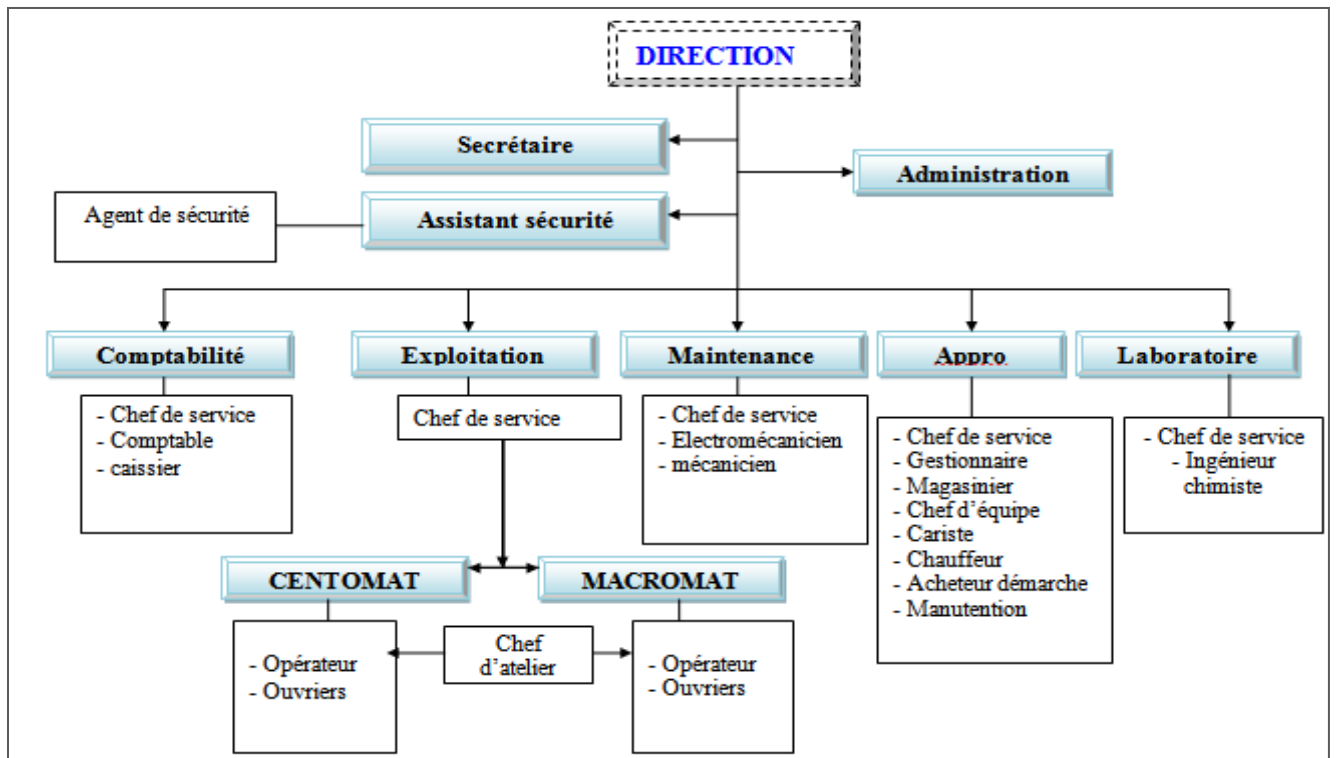 DIRECTION
Secrétaire
Administration
Agent de sécurité
Assistant sécurité
Comptabilité
Exploitation
Maintenance
Appro
Laboratoire
- Chef de service
- Comptable
- caissier
Chef de service
- Chef de service
- Electromécanicien
- mécanicien
- Chef de service
- Gestionnaire
- Magasinier
- Chef d’équipe
- Cariste
- Chauffeur
- Acheteur démarche
- Manutention
- Chef de service
- Ingénieur
chimiste
CENTOMAT
MACROMAT
- Opérateur
- Ouvriers
Chef
d’atelier
- Opérateur
- Ouvriers